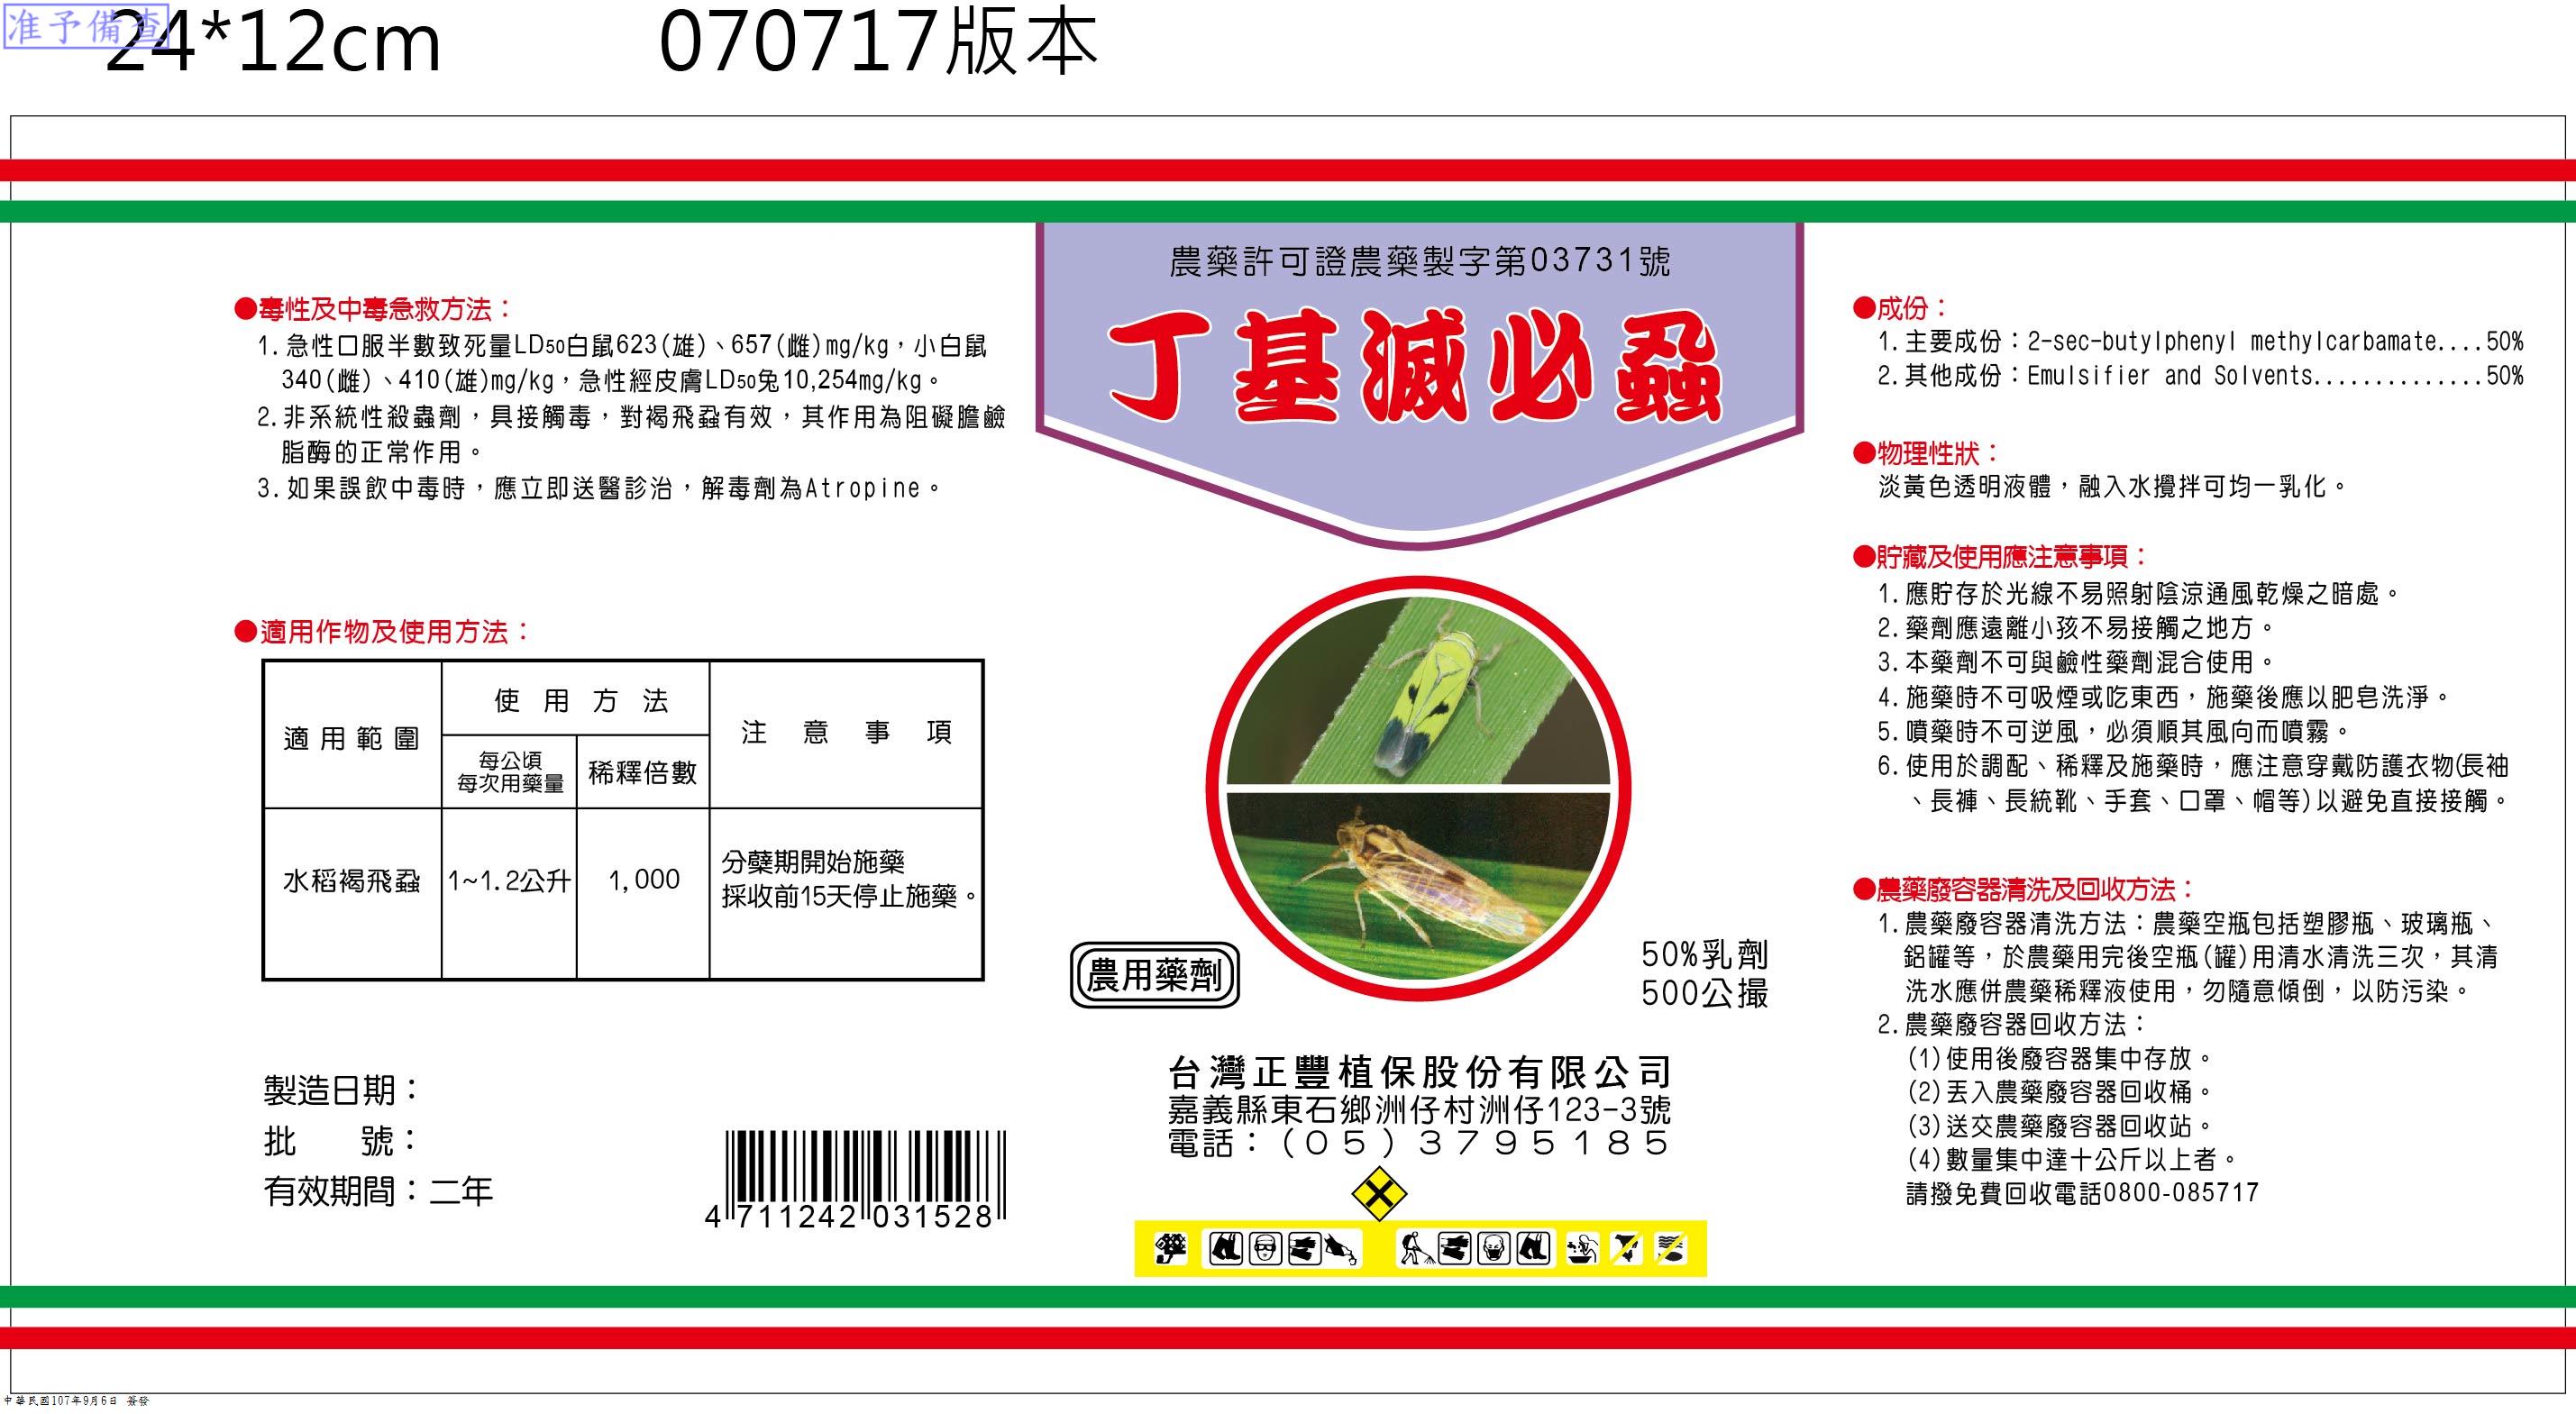 准予備查
24*12cm 070717版本
●毒性及中毒急救方法：
1.急性口服半數致死量LD50白鼠623(雄)、657(雌)mg/kg，小白鼠
340(雌)、410(雄)mg/kg，急性經皮膚LD50兔10,254mg/kg。
2.非系統性殺蟲劑，具接觸毒，對褐飛蝨有效，其作用為阻礙膽鹼
脂酶的正常作用。
3.如果誤飲中毒時，應立即送醫診治，解毒劑為Atropine。
●適用作物及使用方法：
適用範圍
使用方法
每公頃
每次用藥量
稀釋倍數
注意事項
水稻褐飛蝨
1~1.2公升
1,000
分蘗期開始施藥
採收前15天停止施藥。
製造日期：
批 號：
有效期間：二年
4 711242 031528
農藥許可證農藥製字第03731號
丁基滅必蝨
農用藥劑
50%乳劑
500公撮
台灣正豐植保股份有限公司
嘉義縣東石鄉洲仔村洲仔123-3號
電話：(05)3795185
●成份：
1.主要成份：2-sec-butylphenyl methylcarbamate....50%
2.其他成份：Emulsifier and Solvents..............50%
●物理性狀：
淡黃色透明液體，融入水攪拌可均一乳化。
●貯藏及使用應注意事項：
1.應貯存於光線不易照射陰涼通風乾燥之暗處。
2.藥劑應遠離小孩不易接觸之地方。
3.本藥劑不可與鹼性藥劑混合使用。
4.施藥時不可吸煙或吃東西，施藥後應以肥皂洗淨。
5.噴藥時不可逆風，必須順其風向而噴霧。
6.使用於調配、稀釋及施藥時，應注意穿戴防護衣物(長袖
、長褲、長統靴、手套、口罩、帽等)以避免直接接觸。
●農藥廢容器清洗及回收方法：
1.農藥廢容器清洗方法：農藥空瓶包括塑膠瓶、玻璃瓶、
鋁罐等，於農藥用完後空瓶(罐)用清水清洗三次，其清
洗水應併農藥稀釋液使用，勿隨意傾倒，以防污染。
2.農藥廢容器回收方法：
(1)使用後廢容器集中存放。
(2)丟入農藥廢容器回收桶。
(3)送交農藥廢容器回收站。
(4)數量集中達十公斤以上者。
請撥免費回收電話0800-085717
中華民國107年9月6日 簽發